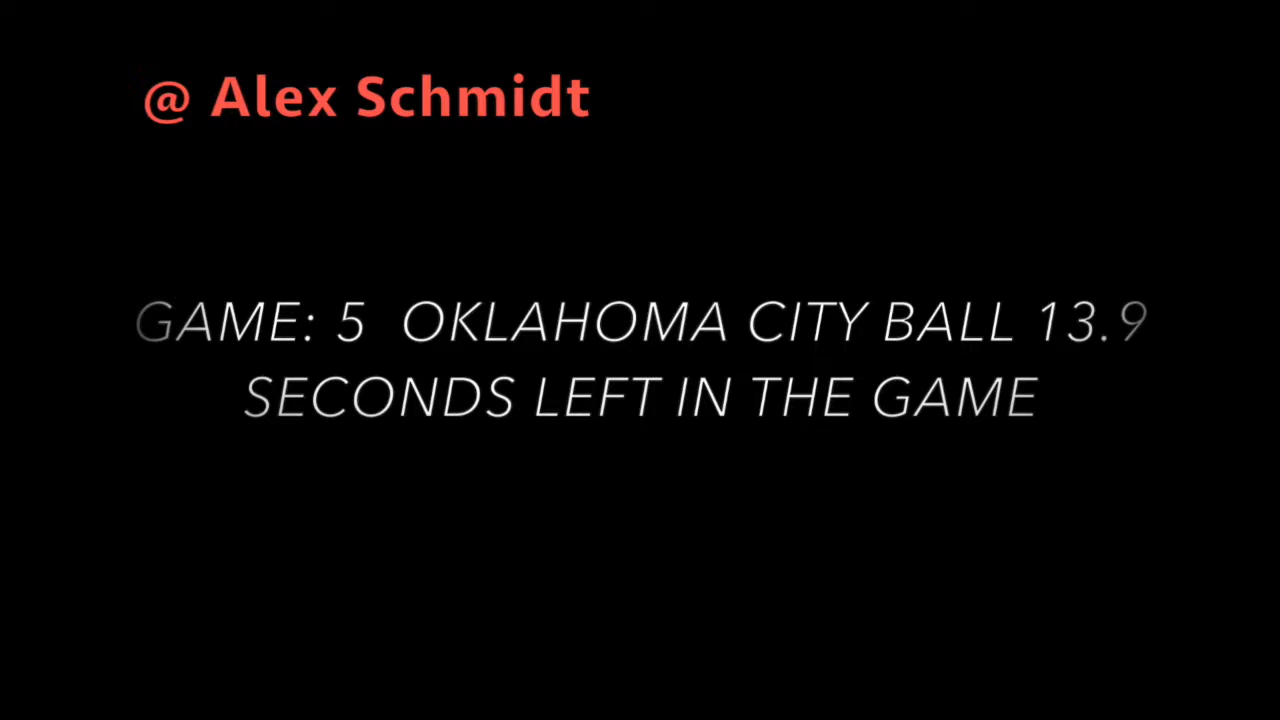 @ Alex Schmidt
GAME: 5 OKLAHOMA CITY BALL 13.9
SECONDS LEFT IN THE GAME